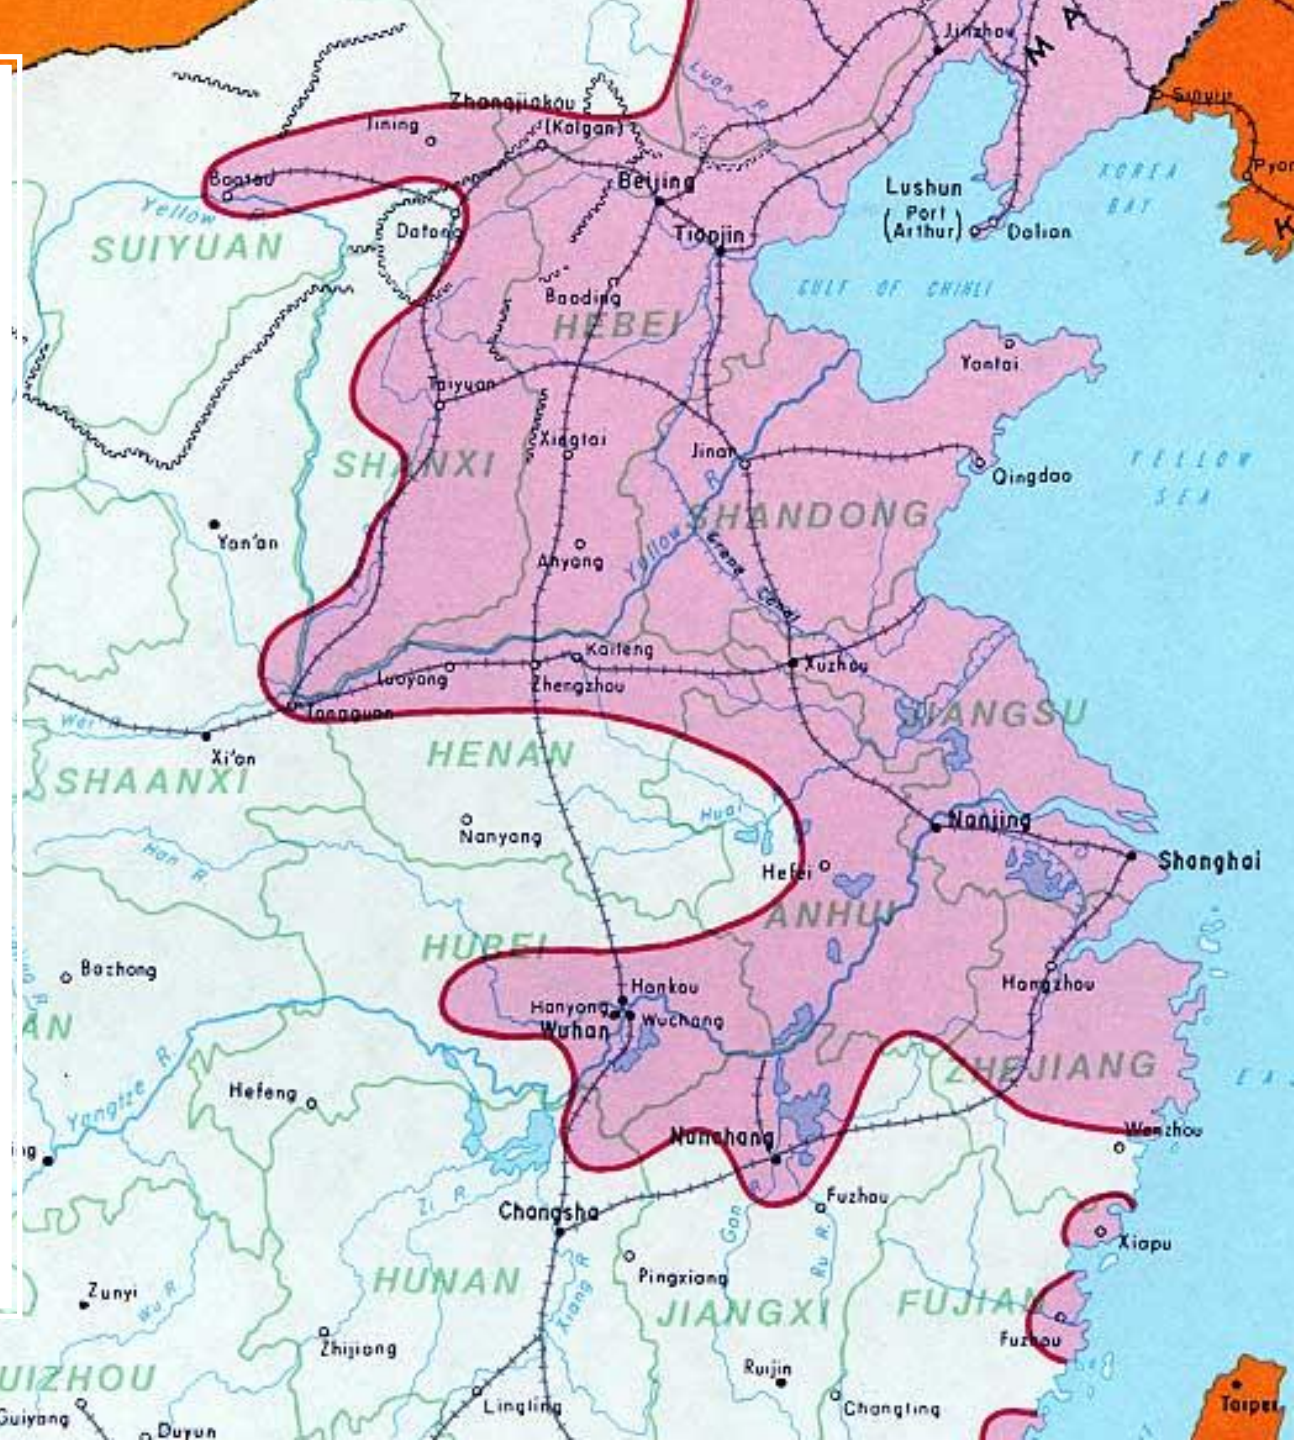 Jinzhou
M A
Luan R.
Zhangjiakou
(Kalgan)
Jining
Sinuiju
Baotou
Beijing
KOREA
BAY
Lushun
(Port
Arthur)
Dalian
Yellow R.
SUIYUAN
Datong
Tianjin
K
GULF OF CHIHLI
Baoding
HEBEI
Yantai
Taiyuan
Xingtai
Jinan
SHANXI
YELLOW
SEA
Qingdao
SHANDONG
Yan'an
Anyang
Yellow R.
Grand Canal
Kaifeng
Xuzhou
Luoyang
Zhengzhou
Tongguan
JIANGSU
Wei R.
Xi'an
HENAN
SHAANXI
Nanyang
Huai
Nanjing
Han R.
Hefei
Shanghai
ANHUI
HUBEI
Bazhong
Hankou
Hanyang
Wuhan
Wuchang
Hangzhou
ZHEJIANG
Yangtze R.
Hefeng
Nanchang
Wenzhou
Zi R.
Changsha
Gan R.
Fuzhou
Ru R.
Xiapu
Xiang R.
Pingxiang
HUNAN
JIANGXI
FUJIAN
Zunyi
Wu R.
Zhijiang
Fuzhou
Ruijin
UIZHOU
Lingling
Changting
Taipei
Guiyang
Duyun